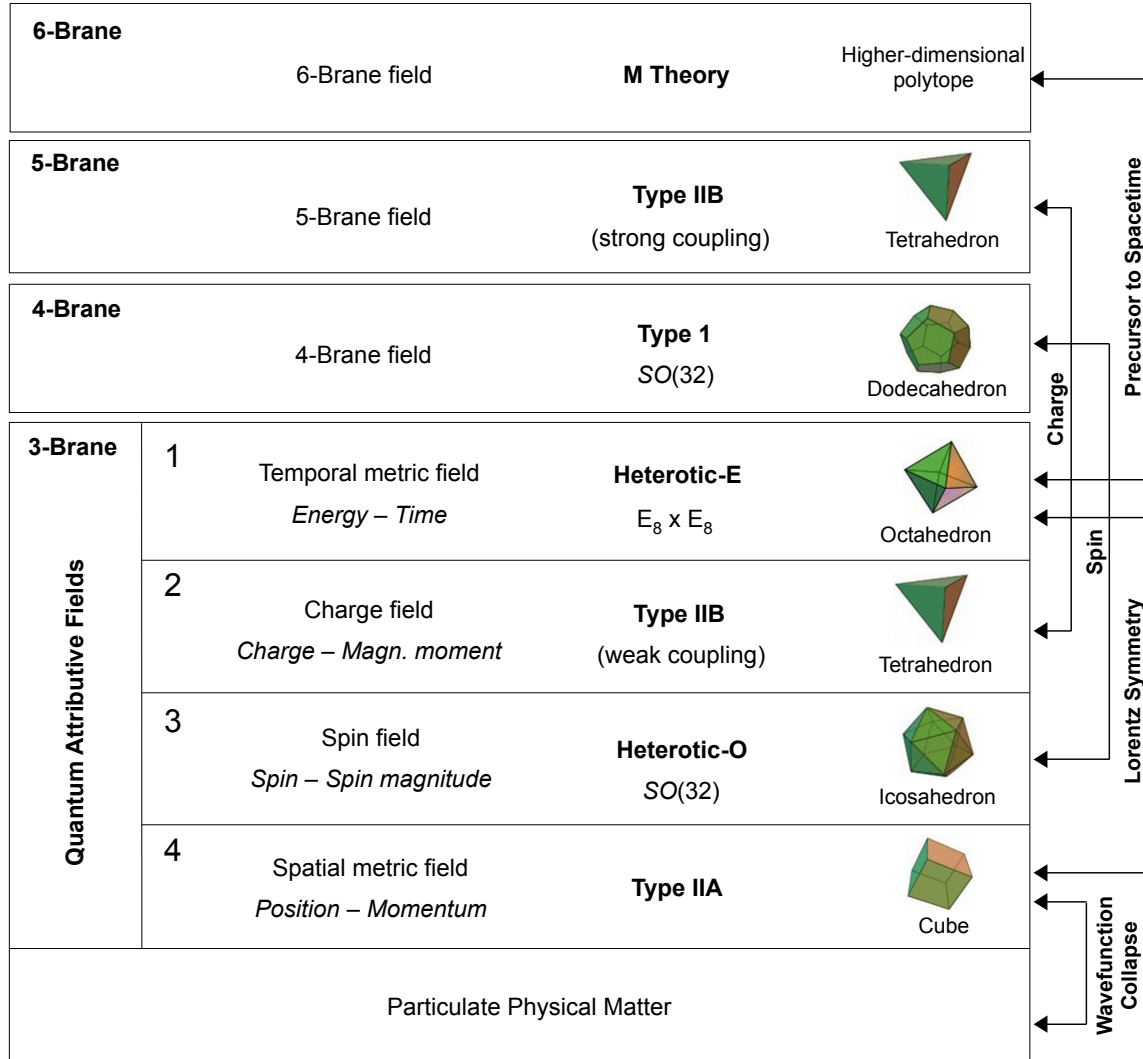 6-Brane
6-Brane field
M Theory
Higher-dimensional
polytope
5-Brane
5-Brane field
Type IIB
(strong coupling)
Tetrahedron
4-Brane
4-Brane field
Type 1
SO(32)
Dodecahedron
3-Brane
Quantum Attributive Fields
1
Temporal metric field
Energy – Time
Heterotic-E
E8 x E8
Octahedron
2
Charge field
Charge – Magn. moment
Type IIB
(weak coupling)
Tetrahedron
3
Spin field
Spin – Spin magnitude
Heterotic-O
SO(32)
Icosahedron
4
Spatial metric field
Position – Momentum
Type IIA
Cube
Particulate Physical Matter
Charge
Spin
Precursor to Spacetime
Lorentz Symmetry
Wavefunction
Collapse